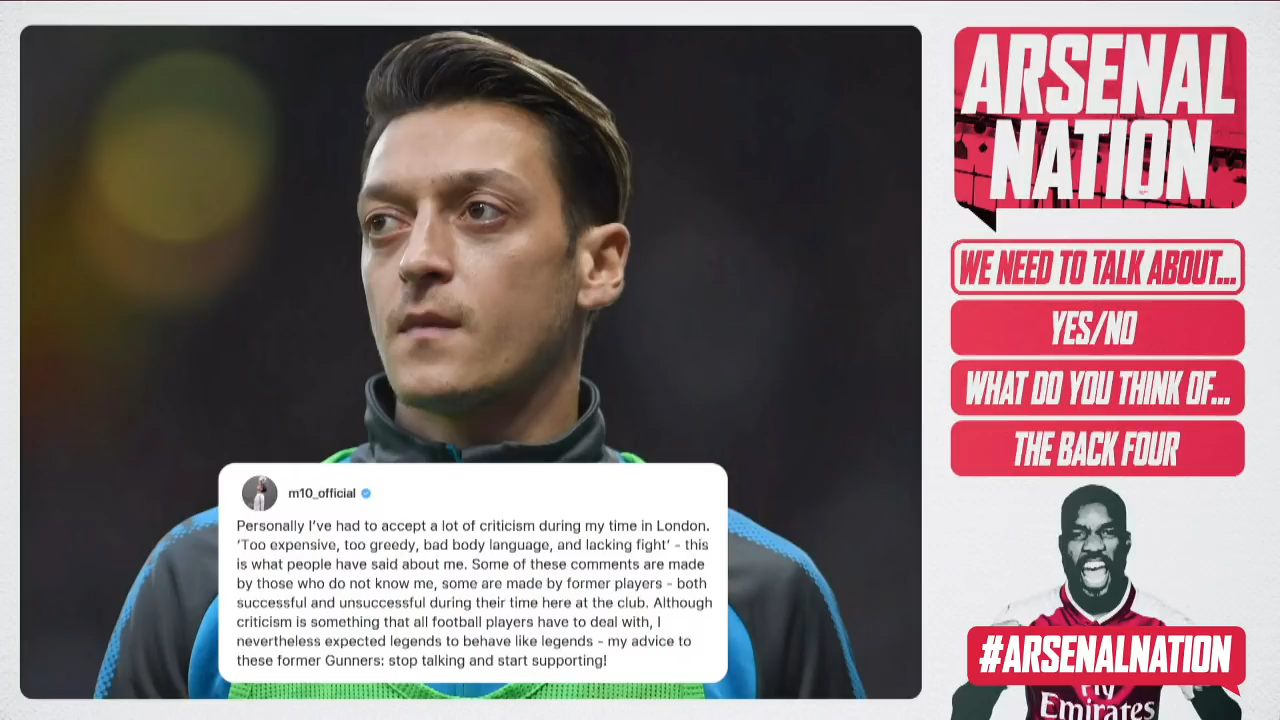 ARSENAL
NATION
WE NEED TO TALK ABOUT...
YES/NO
WHAT DO YOU THINK OF...
THE BACK FOUR
m10_official
Personally I've had to accept a lot of criticism during my time in London.
'Too expensive, too greedy, bad body language, and lacking fight' - this
is what people have said about me. Some of these comments are made
by those who do not know me, some are made by former players - both
successful and unsuccessful during their time here at the club. Although
criticism is something that all football players have to deal with, I
nevertheless expected legends to behave like legends - my advice to
these former Gunners: stop talking and start supporting!
#ARSENALNATION
Fly
Emirates